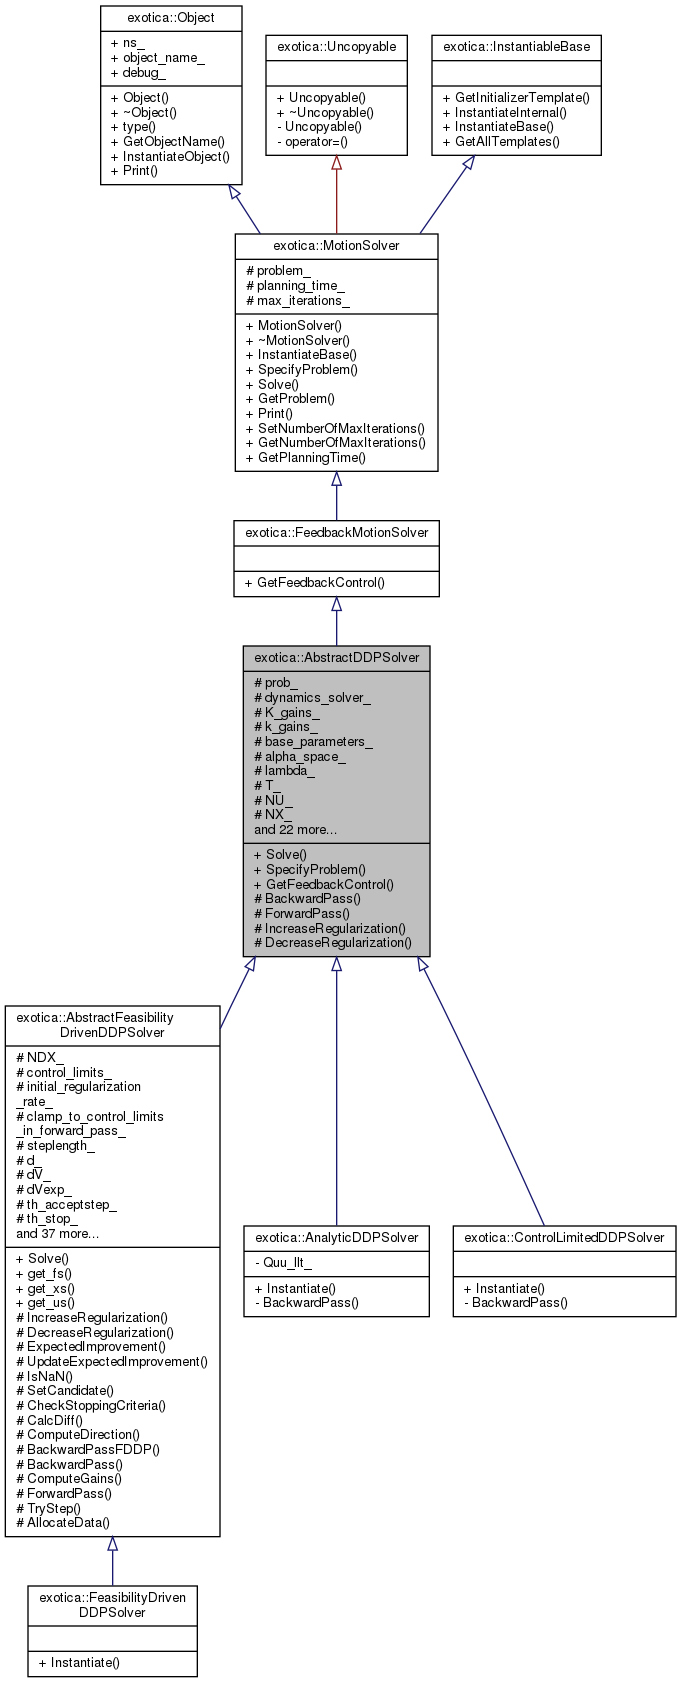 exotica::Object
+ ns_
+ object_name_
+ debug_
+ Object()
+ ~Object()
+ type()
+ GetObjectName()
+ InstantiateObject()
+ Print()
exotica::Uncopyable
+ Uncopyable()
+ ~Uncopyable()
- Uncopyable()
- operator=()
exotica::InstantiableBase
+ GetInitializerTemplate()
+ InstantiateInternal()
+ InstantiateBase()
+ GetAllTemplates()
exotica::MotionSolver
# problem_
# planning_time_
# max_iterations_
+ MotionSolver()
+ ~MotionSolver()
+ InstantiateBase()
+ SpecifyProblem()
+ Solve()
+ GetProblem()
+ Print()
+ SetNumberOfMaxIterations()
+ GetNumberOfMaxIterations()
+ GetPlanningTime()
exotica::FeedbackMotionSolver
+ GetFeedbackControl()
exotica::AbstractDDPSolver
# prob_
# dynamics_solver_
# K_gains_
# k_gains_
# base_parameters_
# alpha_space_
# lambda_
# T_
# NU_
# NX_
and 22 more...
+ Solve()
+ SpecifyProblem()
+ GetFeedbackControl()
# BackwardPass()
# ForwardPass()
# IncreaseRegularization()
# DecreaseRegularization()
exotica::AbstractFeasibility
DrivenDDPSolver
# NDX_
# control_limits_
# initial_regularization
_rate_
# clamp_to_control_limits
_in_forward_pass_
# steplength_
# d_
# dV_
# dVexp_
# th_acceptstep_
# th_stop_
and 37 more...
+ Solve()
+ get_fs()
+ get_xs()
+ get_us()
# IncreaseRegularization()
# DecreaseRegularization()
# ExpectedImprovement()
# UpdateExpectedImprovement()
# IsNaN()
# SetCandidate()
# CheckStoppingCriteria()
# CalcDiff()
# ComputeDirection()
# BackwardPassFDDP()
# BackwardPass()
# ComputeGains()
# ForwardPass()
# TryStep()
# AllocateData()
exotica::AnalyticDDPSolver
- Quu_llt_
+ Instantiate()
- BackwardPass()
exotica::ControlLimitedDDPSolver
+ Instantiate()
- BackwardPass()
exotica::FeasibilityDriven
DDPSolver
+ Instantiate()